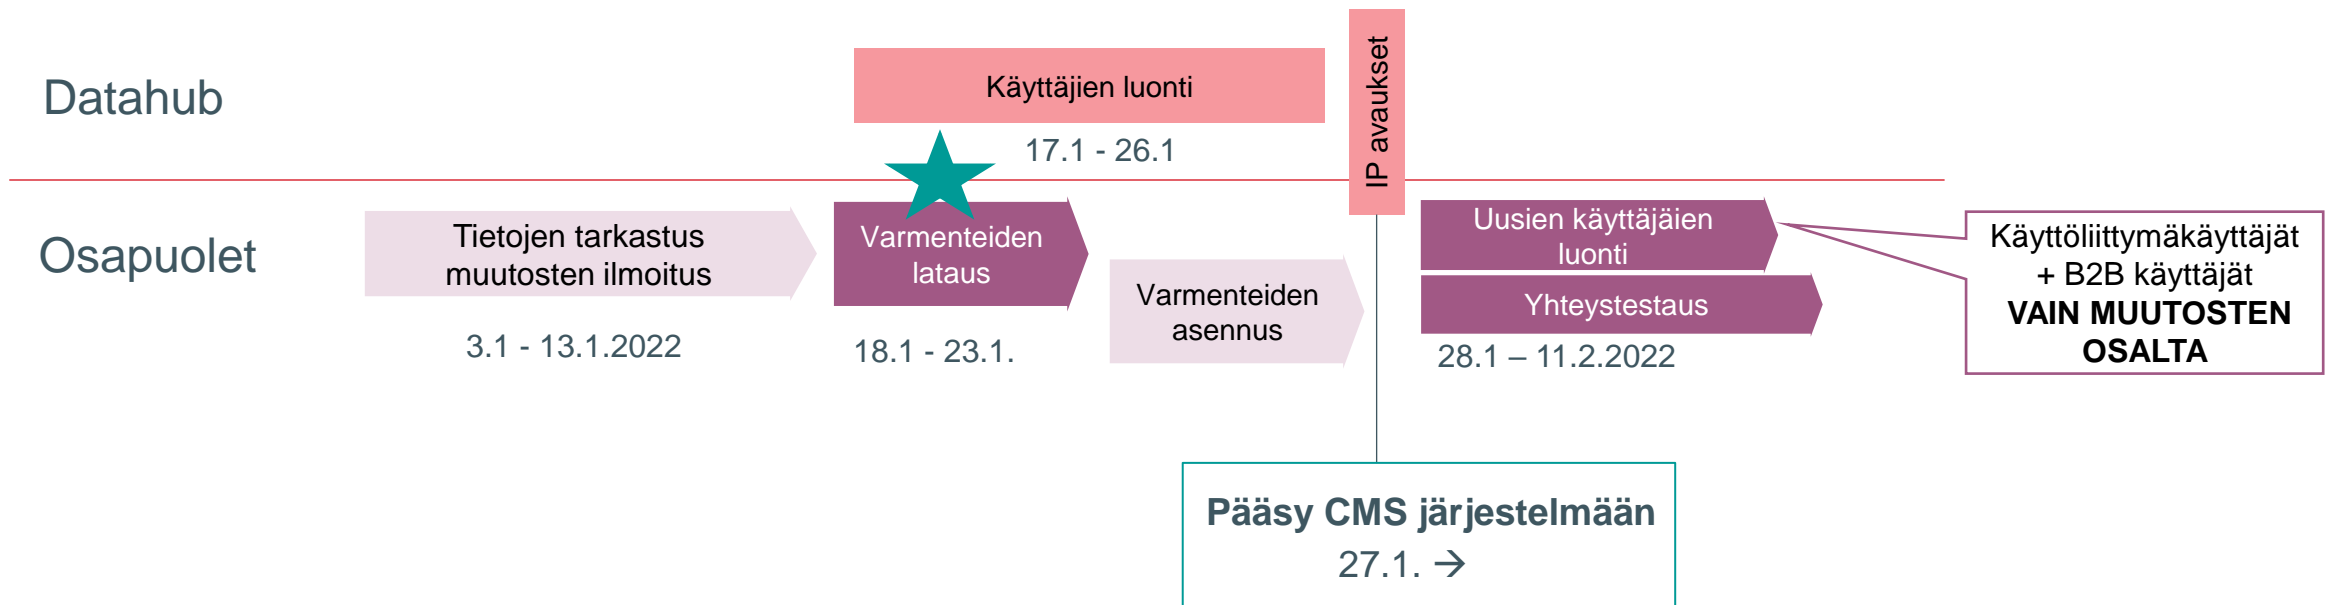 Datahub
Käyttäjien luonti
17.1 - 26.1
IP avaukset
Osapuolet
Tietojen tarkastus
muutosten ilmoitus
3.1 - 13.1.2022
Varmenteiden
lataus
18.1 - 23.1.
Varmenteiden
asennus
Uusien käyttäjäien
luonti
Yhteystestaus
28.1 – 11.2.2022
Käyttöliittymäkäyttäjät
+ B2B käyttäjät
VAIN MUUTOSTEN
OSALTA
Pääsy CMS järjestelmään
27.1. →